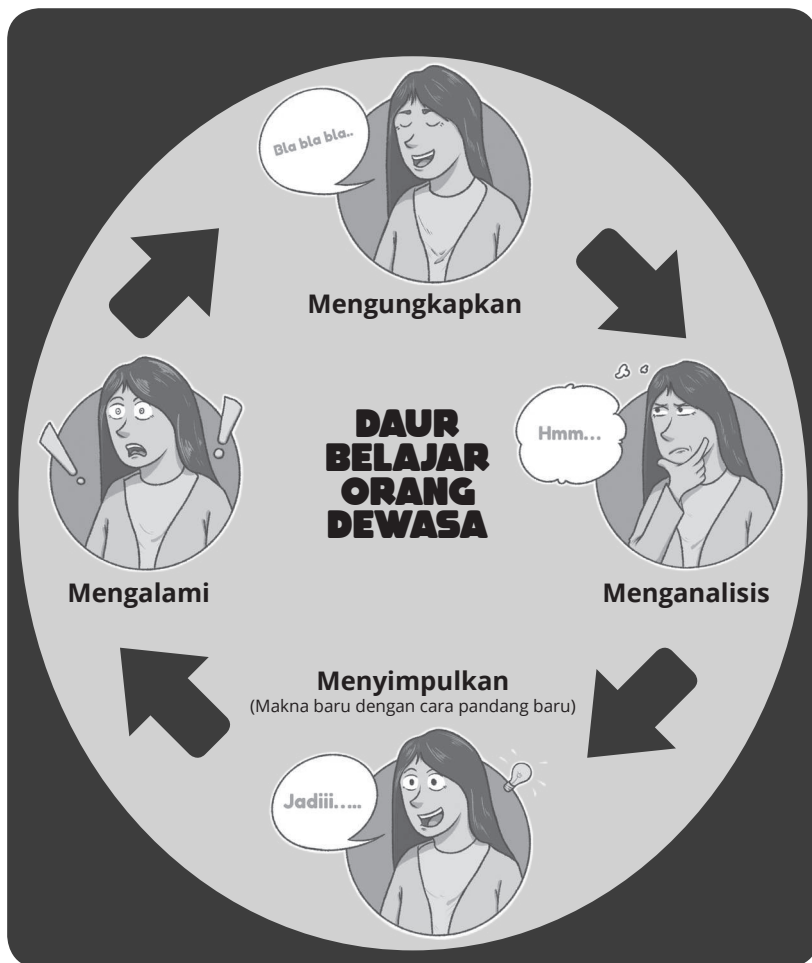 Bla bla bla..
Mengungkapkan
DAUR
BELAJAR
ORANG
DEWASA
Hmm...
Mengalami
Menganalisis
Menyimpulkan
(Makna baru dengan cara pandang baru)
Jadiii.....